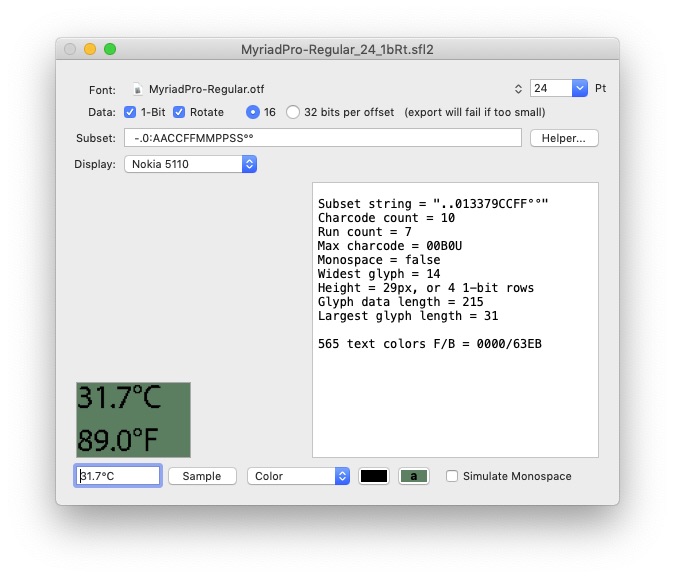 MyriadPro-Regular_24_1bRt.sfl2
Font: MyriadPro-Regular.otf 24 Pt
Data: 1-Bit Rotate 16 32 bits per offset (export will fail if too small)
Subset: -.0:AACCFFMMPPSS°° Helper...
Display: Nokia 5110
Subset string = "..013379CCFF°°"
Charcode count = 10
Run count = 7
Max charcode = 00B0U
Monospace = false
Widest glyph = 14
Height = 29px, or 4 1-bit rows
Glyph data length = 215
Largest glyph length = 31
565 text colors F/B = 0000/63EB
31.7°C
89.0°F
31.7°C Sample Color a Simulate Monospace